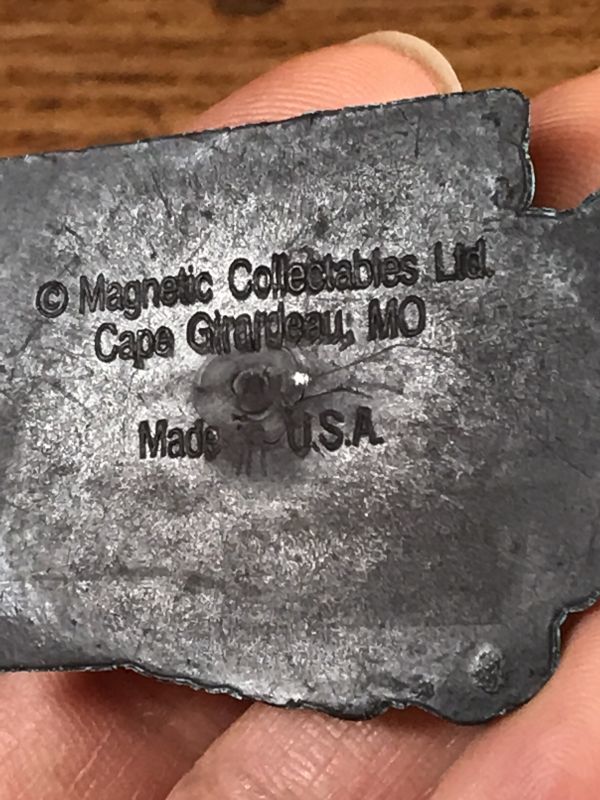 © Magnetic Collectables Ltd.
Cape Girardeau, MO
Made U.S.A.